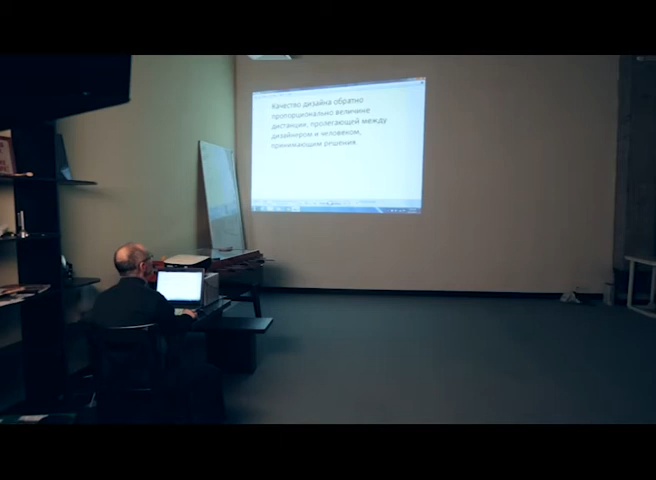 Качество дизайна обратно
пропорционально величине
дистанции, пролегающей между
дизайнером и человеком,
принимающим решения.